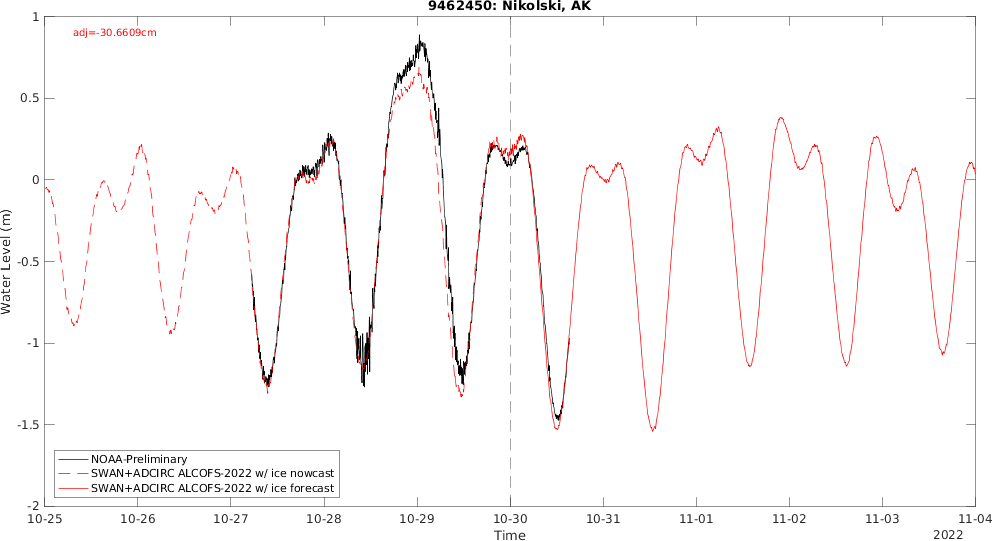 9462450: Nikolski, AK
adj=-30.6609cm
1
0.5
0
-0.5
-1
-1.5
-2
Water Level (m)
NOAA-Preliminary
SWAN+ADCIRC ALCOFS-2022 w/ ice nowcast
SWAN+ADCIRC ALCOFS-2022 w/ ice forecast
10-25 10-26 10-27 10-28 10-29 10-30 10-31 11-01 11-02 11-03 11-04
Time
2022